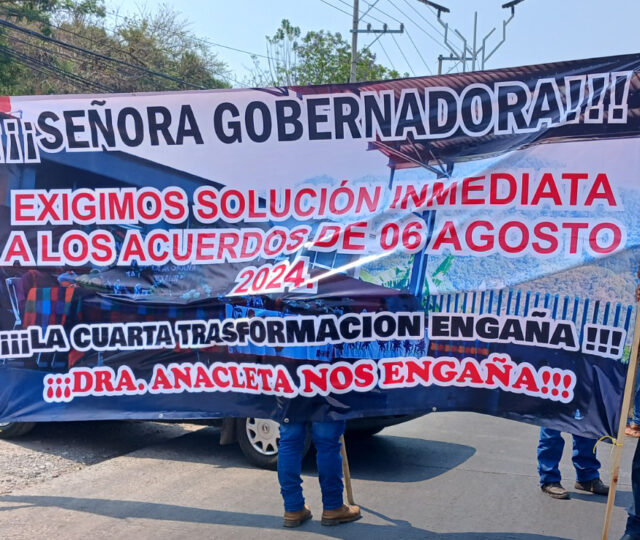 ¡¡¡SEÑORA GOBERNADORA!!!
EXIGIMOS SOLUCIÓN INMEDIATA
A LOS ACUERDOS DE 06 AGOSTO
2024.
¡¡¡LA CUARTA TRASFORMACION ENGAÑA !!!
¡¡¡DRA. ANACLETA NOS ENGAÑA!!!